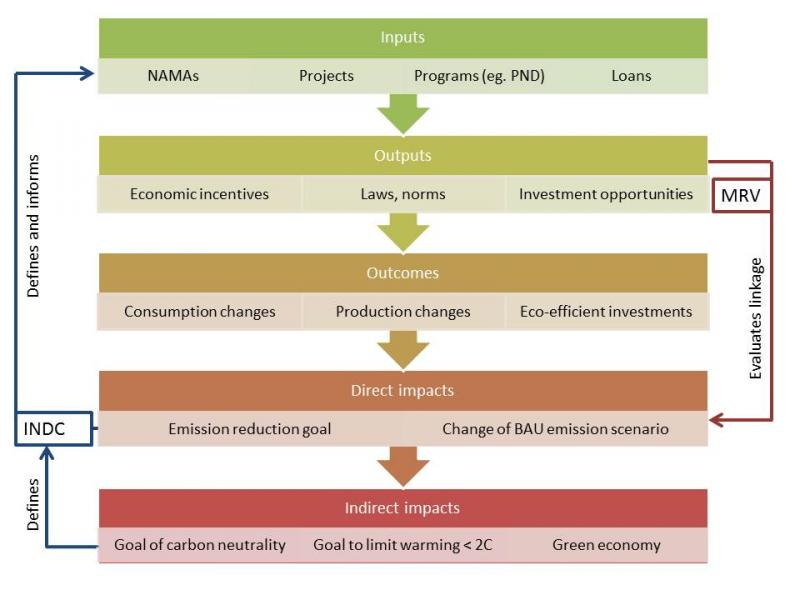 Inputs
NAMAs Projects Programs (eg. PND) Loans
Defines and informs
Outputs
Economic incentives Laws, norms Investment opportunities
MRV
Evaluates linkage
Outcomes
Consumption changes Production changes Eco-efficient investments
Direct impacts
INDC
Emission reduction goal Change of BAU emission scenario
Defines
Indirect impacts
Goal of carbon neutrality Goal to limit warming < 2C Green economy